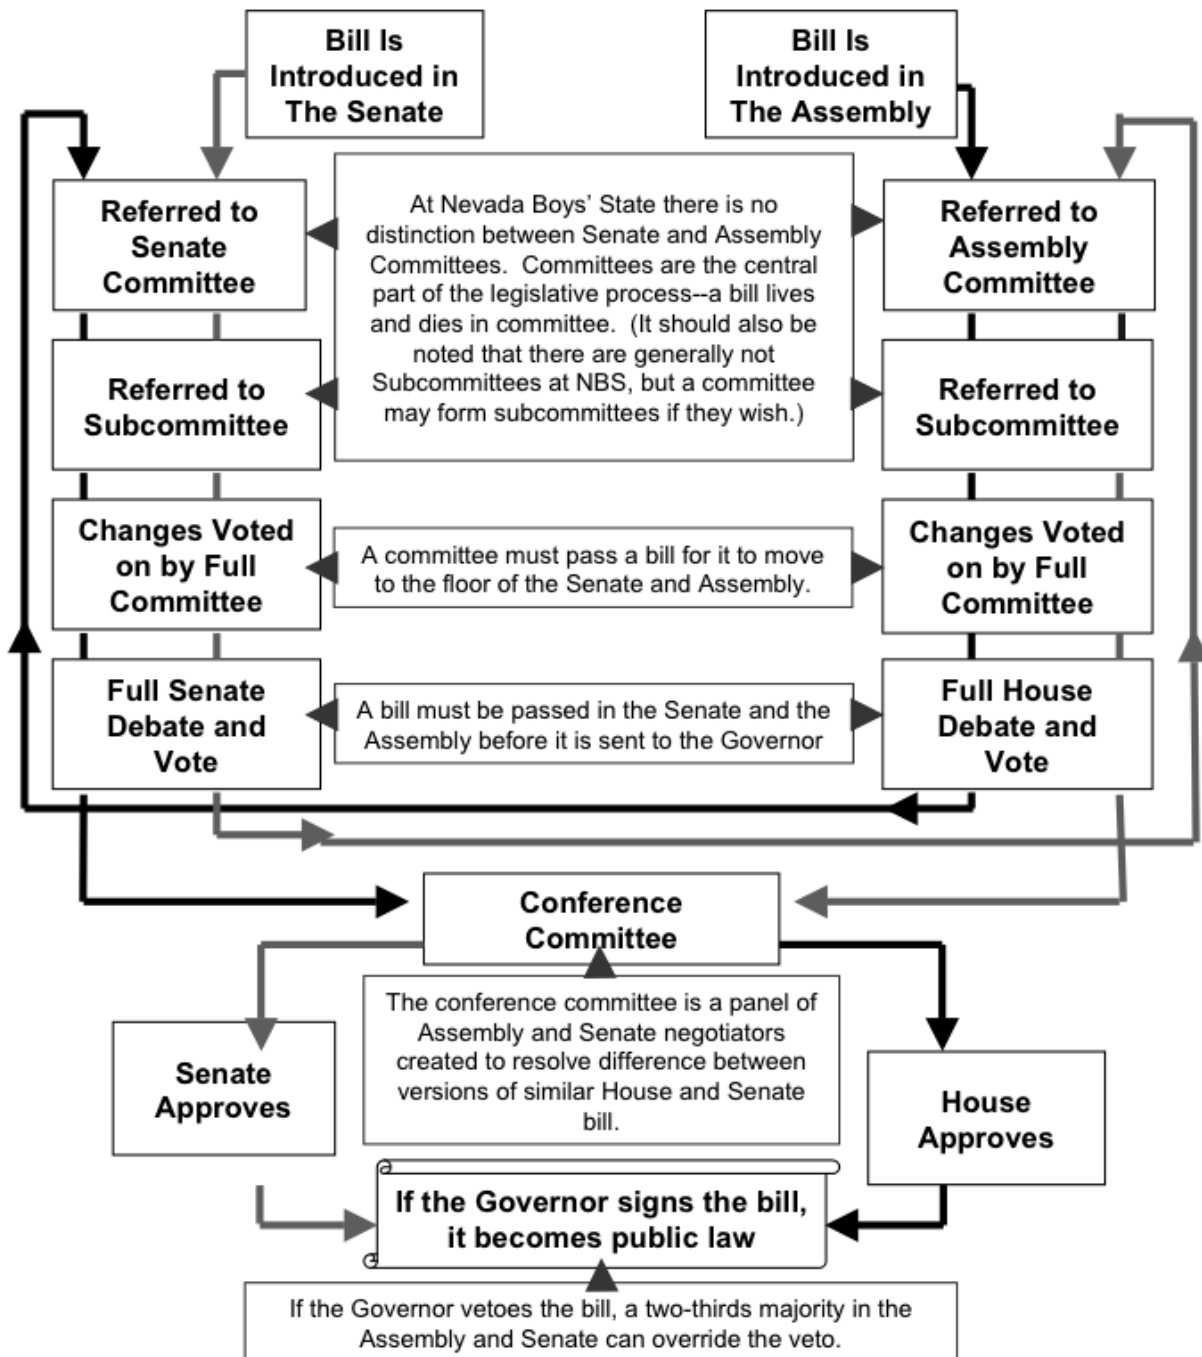 Bill Is
Introduced in
The Senate
Bill Is
Introduced in
The Assembly
Referred to
Senate
Committee
At Nevada Boys' State there is no
distinction between Senate and Assembly
Committees.  Committees are the central
part of the legislative process--a bill lives
and dies in committee.  (It should also be
noted that there are generally not
Subcommittees at NBS, but a committee
may form subcommittees if they wish.)
Referred to
Assembly
Committee
Referred to
Subcommittee
Referred to
Subcommittee
Changes Voted
on by Full
Committee
A committee must pass a bill for it to move
to the floor of the Senate and Assembly.
Changes Voted
on by Full
Committee
Full Senate
Debate and
Vote
A bill must be passed in the Senate and the
Assembly before it is sent to the Governor
Full House
Debate and
Vote
Conference
Committee
The conference committee is a panel of
Assembly and Senate negotiators
created to resolve difference between
versions of similar House and Senate
bill.
Senate
Approves
House
Approves
If the Governor signs the bill,
it becomes public law
If the Governor vetoes the bill, a two-thirds majority in the
Assembly and Senate can override the veto.